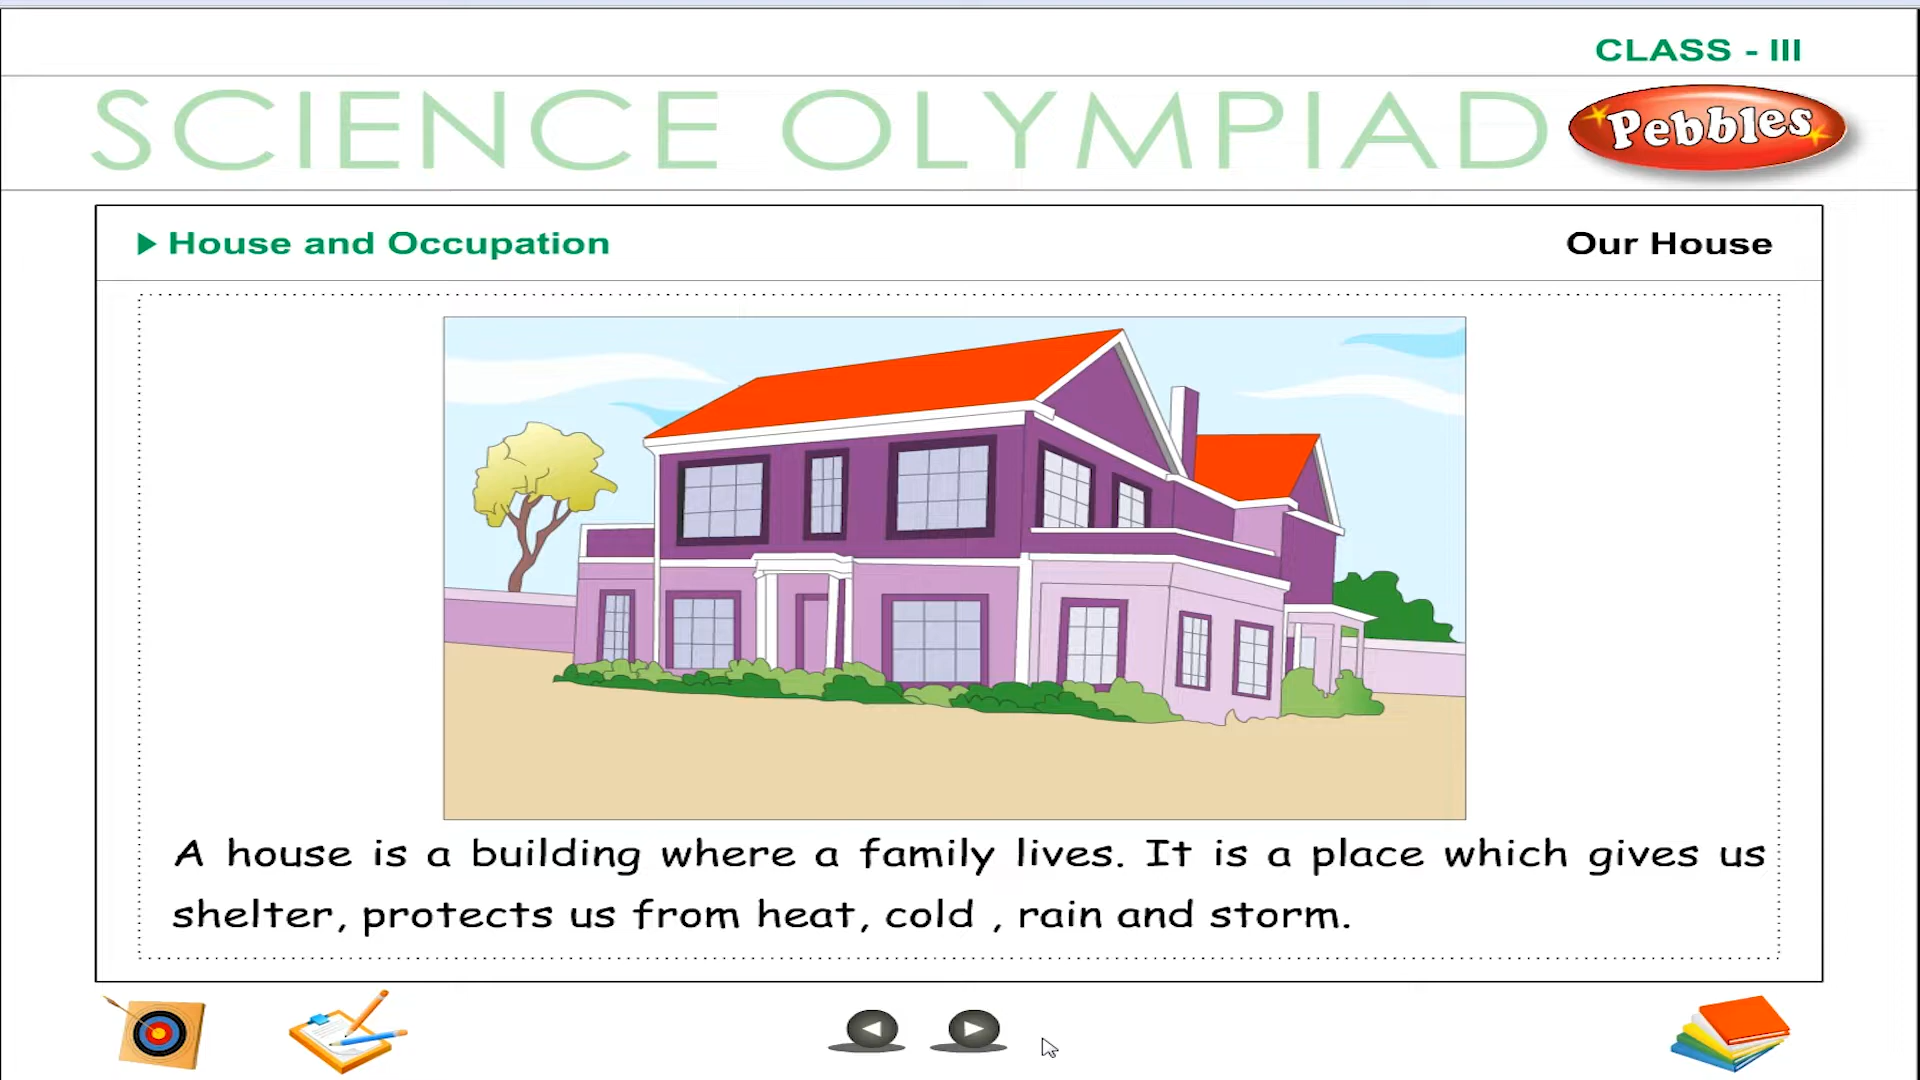 CLASS - III
SCIENCE OLYMPIAD
Pebbles
House and Occupation
Our House
A house is a building where a family lives. It is a place which gives us
shelter, protects us from heat, cold , rain and storm.